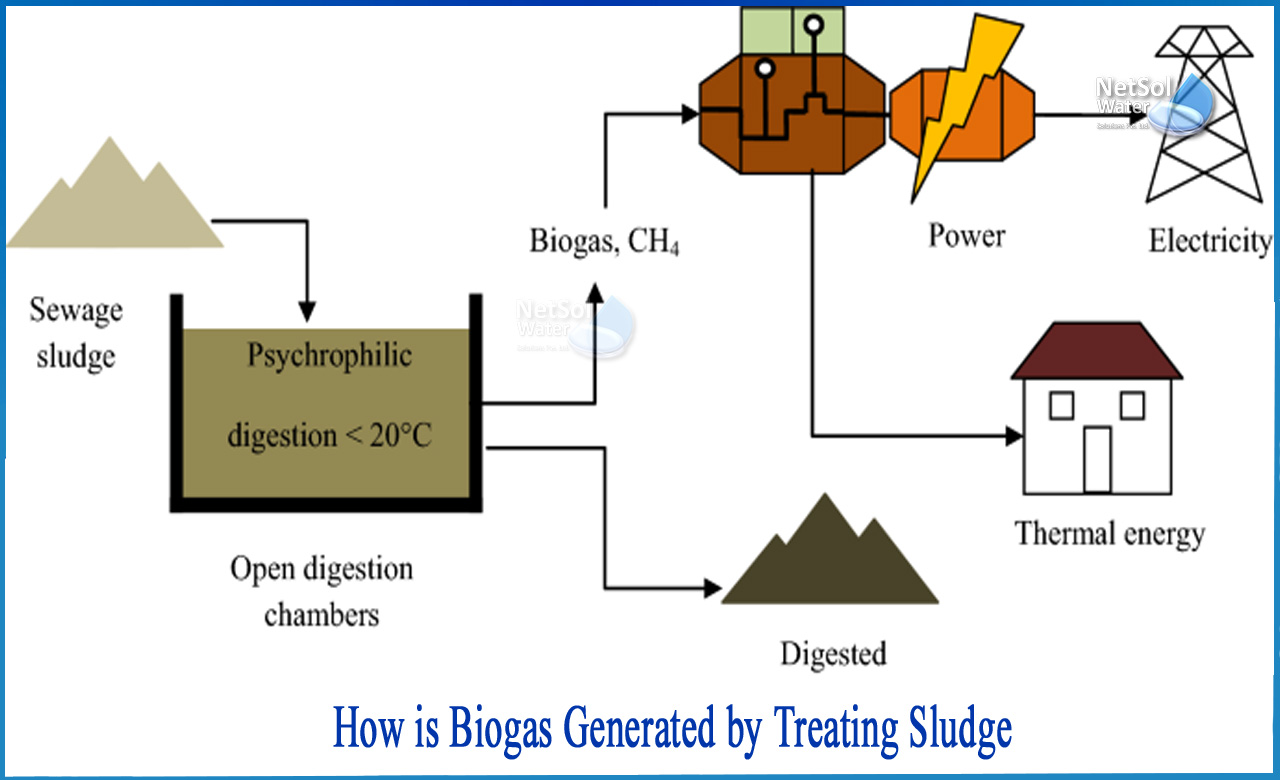 NetSol
Water
Biogas, CH₄
Power
Electricity
Sewage
sludge
NetSol
Water
Psychrophilic
digestion < 20°C
Thermal energy
Open digestion
chambers
Digested
How is Biogas Generated by Treating Sludge